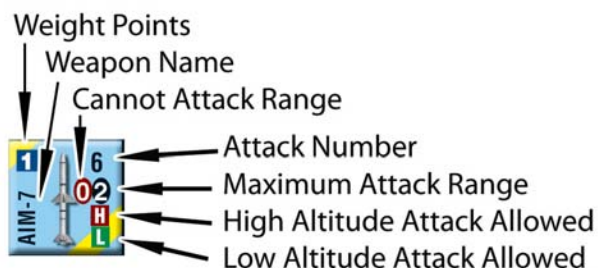 Weight Points
Weapon Name
Cannot Attack Range
1
6
Attack Number
AIM-7
0
2
Maximum Attack Range
H
High Altitude Attack Allowed
L
Low Altitude Attack Allowed